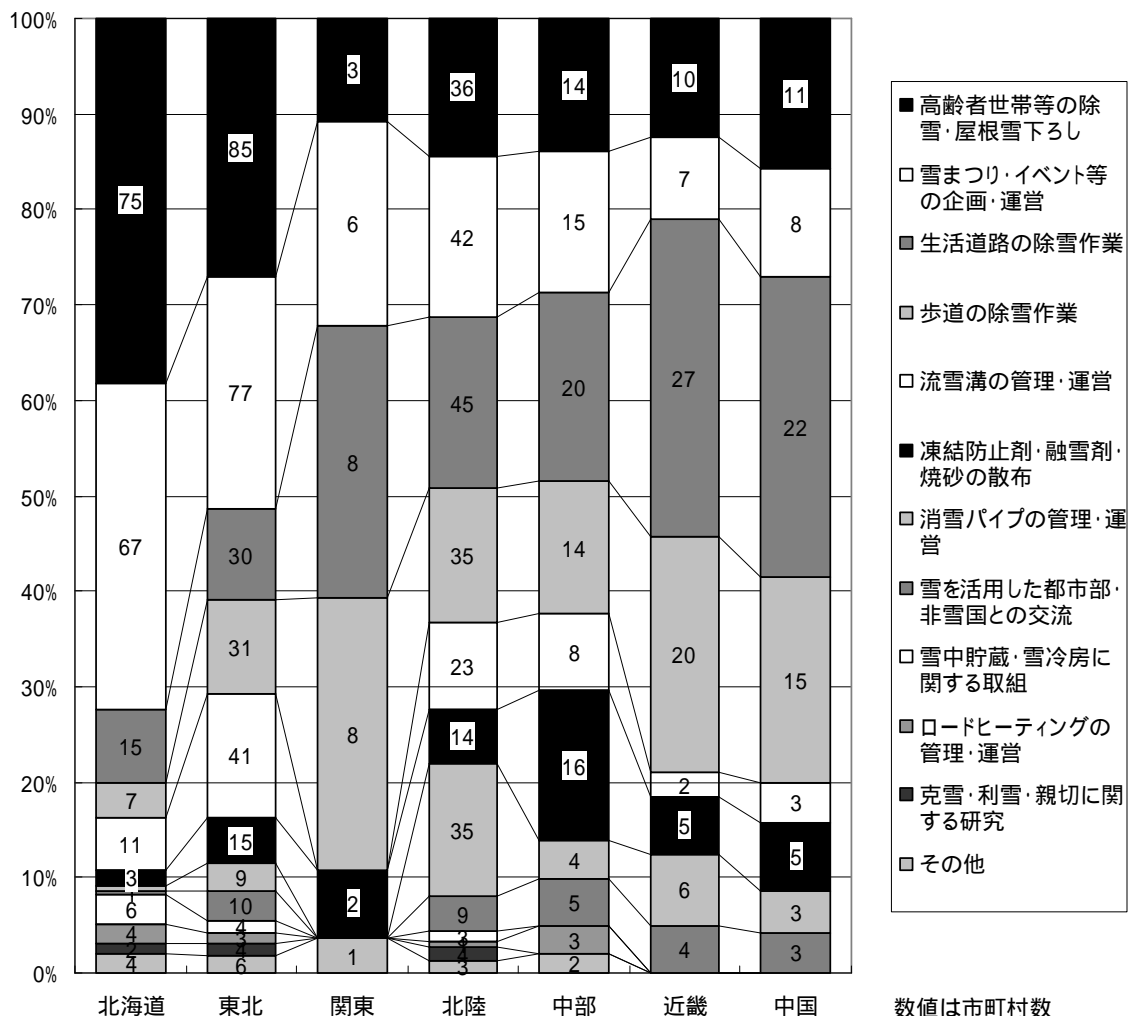 100%
90%
80%
70%
60%
50%
40%
30%
20%
10%
0%
75
67
15
7
11
3
1
6
4
2
4
85
77
30
31
41
15
9
10
4
3
4
6
3
6
8
8
2
1
36
42
45
35
23
14
35
9
3
4
3
14
15
20
14
8
16
4
5
3
2
10
7
27
20
2
5
6
4
11
8
22
15
3
5
3
3
北海道
東北
関東
北陸
中部
近畿
中国
数値は市町村数
高齢者世帯等の除
雪・屋根雪下ろし
雪まつり・イベント等
の企画・運営
生活道路の除雪作業
歩道の除雪作業
流雪溝の管理・運営
凍結防止剤・融雪剤・
焼砂の散布
消雪パイプの管理・運
営
雪を活用した都市部・
非雪国との交流
雪中貯蔵・雪冷房に
関する取組
ロードヒーティングの
管理・運営
克雪・利雪・親切に関
する研究
その他